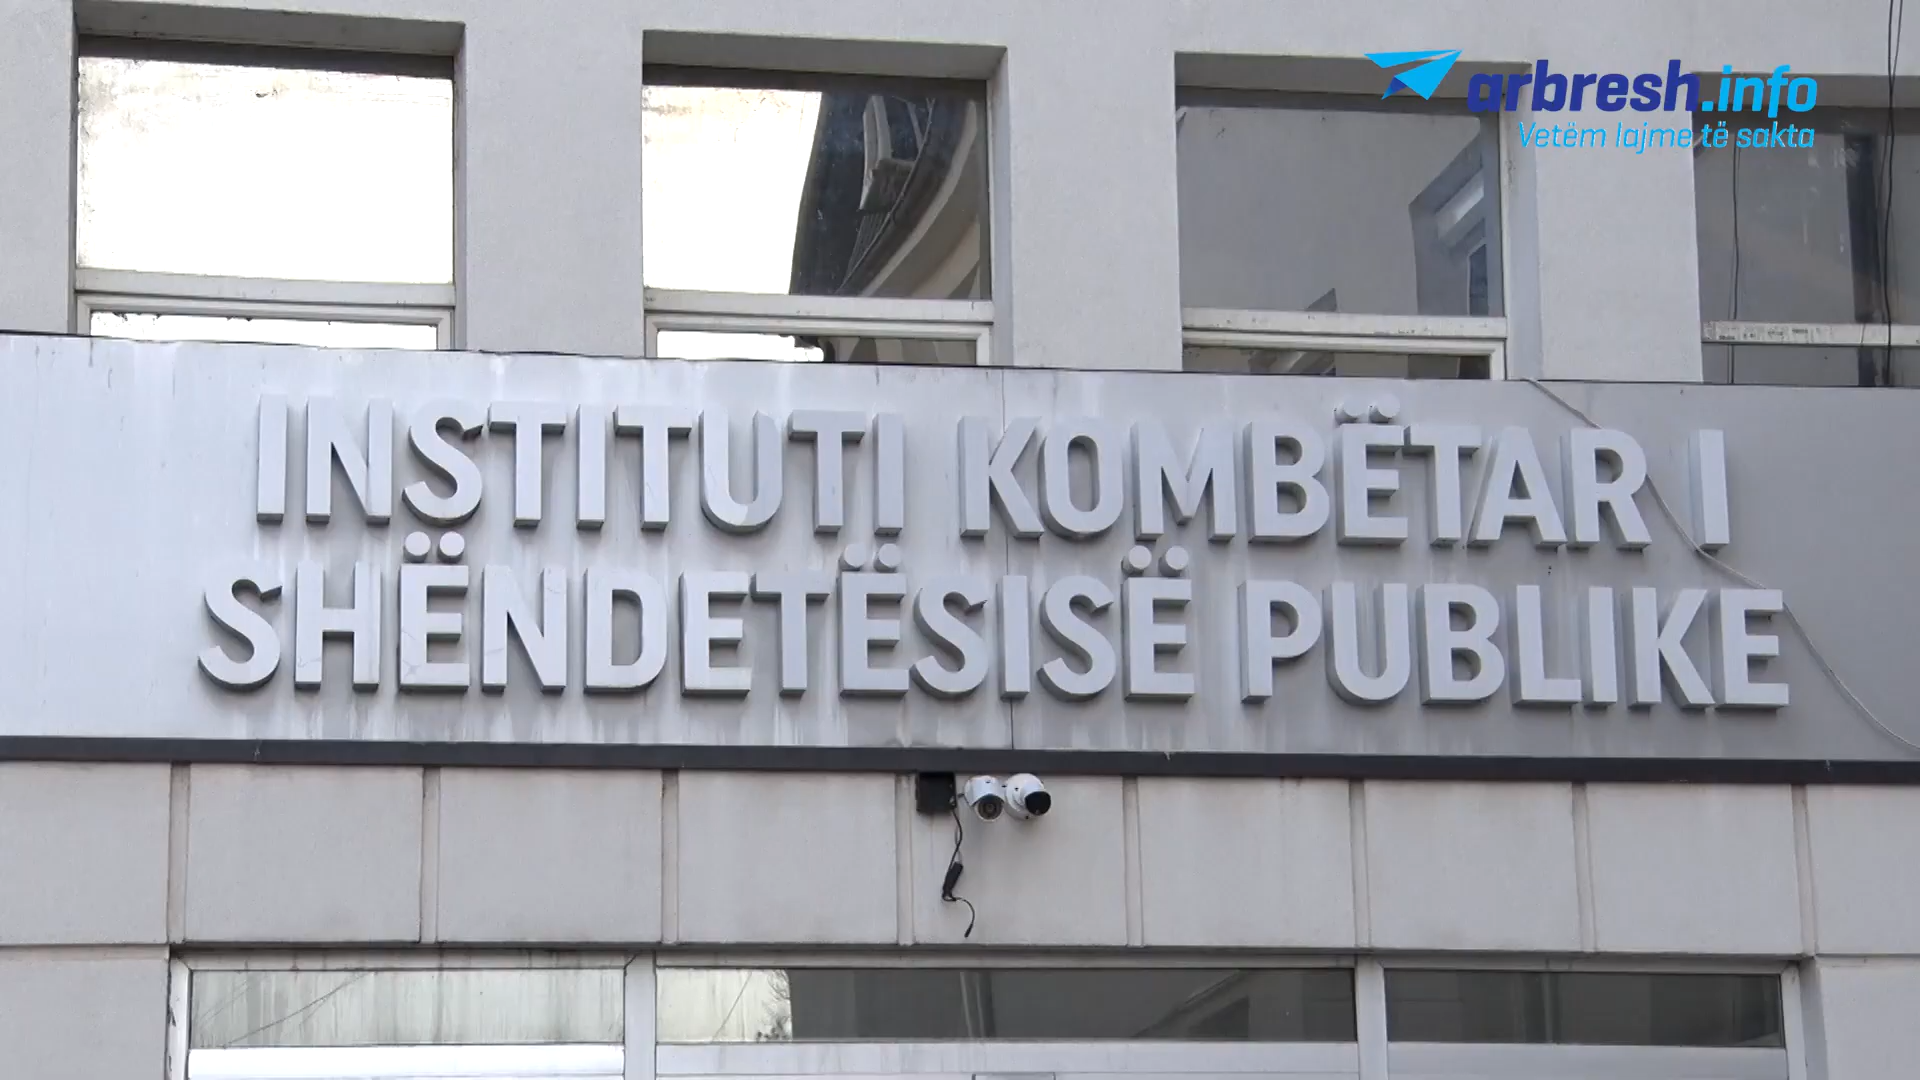 arbresh.info
Vetëm lajme të sakta
INSTITUTI KOMBËTAR I
SHËNDETËSISË PUBLIKE